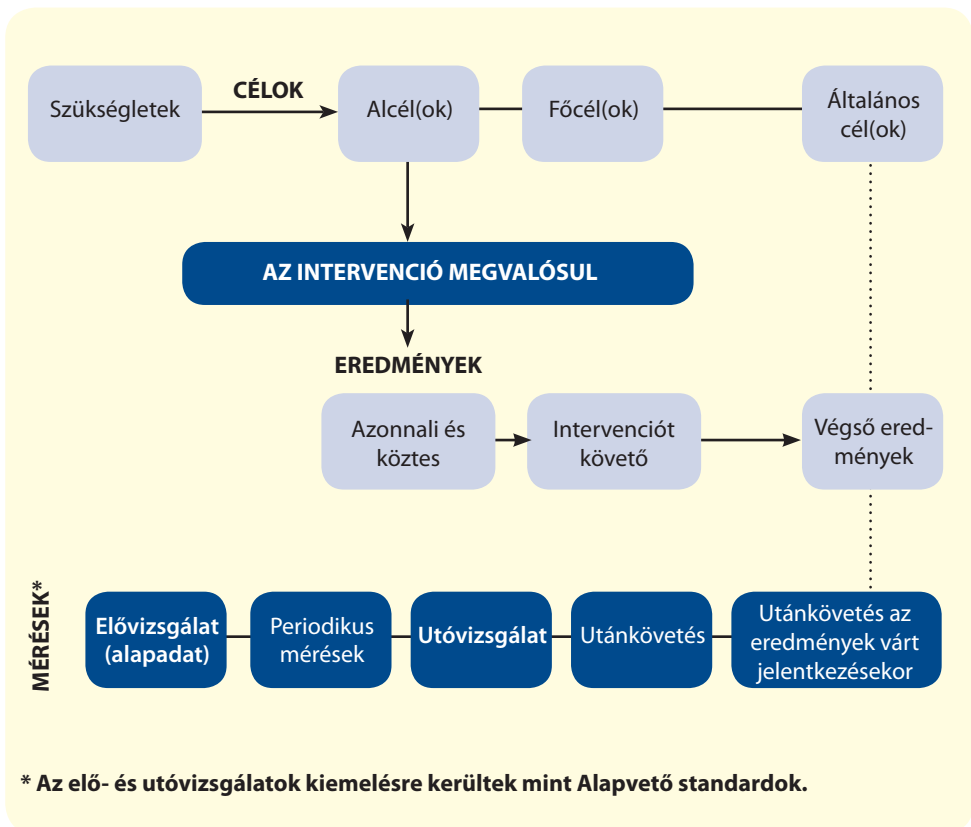 Szükségletek
CÉLOK
Alcél(ok)
Főcél(ok)
Általános
cél(ok)
AZ INTERVENCIÓ MEGVALÓSUL
EREDMÉNYEK
Azonnali és
köztes
Intervenciót
követő
Végső ered-
mények
MÉRÉSEK*
Elővizsgálat
(alapadat)
Periodikus
mérések
Utóvizsgálat
Utánkövetés
Utánkövetés az
eredmények várt
jelentkezésekor
* Az elő- és utóvizsgálatok kiemelésre kerültek mint Alapvető standardok.